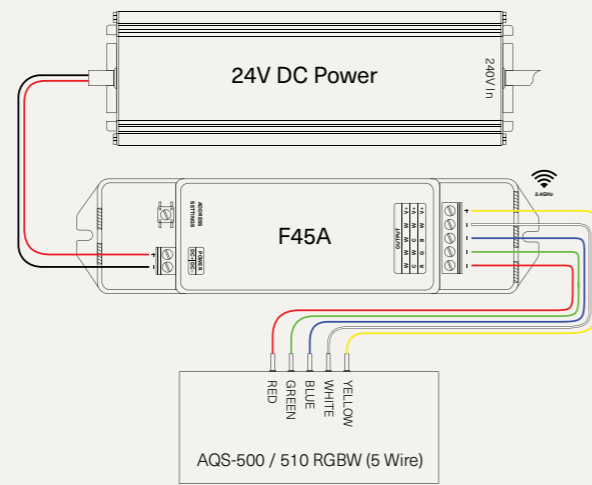 24V DC Power
240V In
2.4GHz
ADDRESS
SETTINGS
F45A
OUTPUT
+
-
POWER
DC+ DC-
+
-
-
-
-
RED
GREEN
BLUE
WHITE
YELLOW
AQS-500 / 510 RGBW (5 Wire)